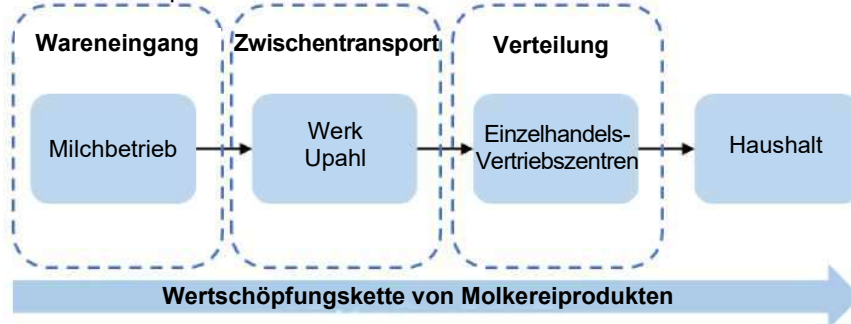 Wareneingang
Zwischentransport
Verteilung
Milchbetrieb
Werk
Upahl
Einzelhandels-
Vertriebszentren
Haushalt
Wertschöpfungskette von Molkereiprodukten